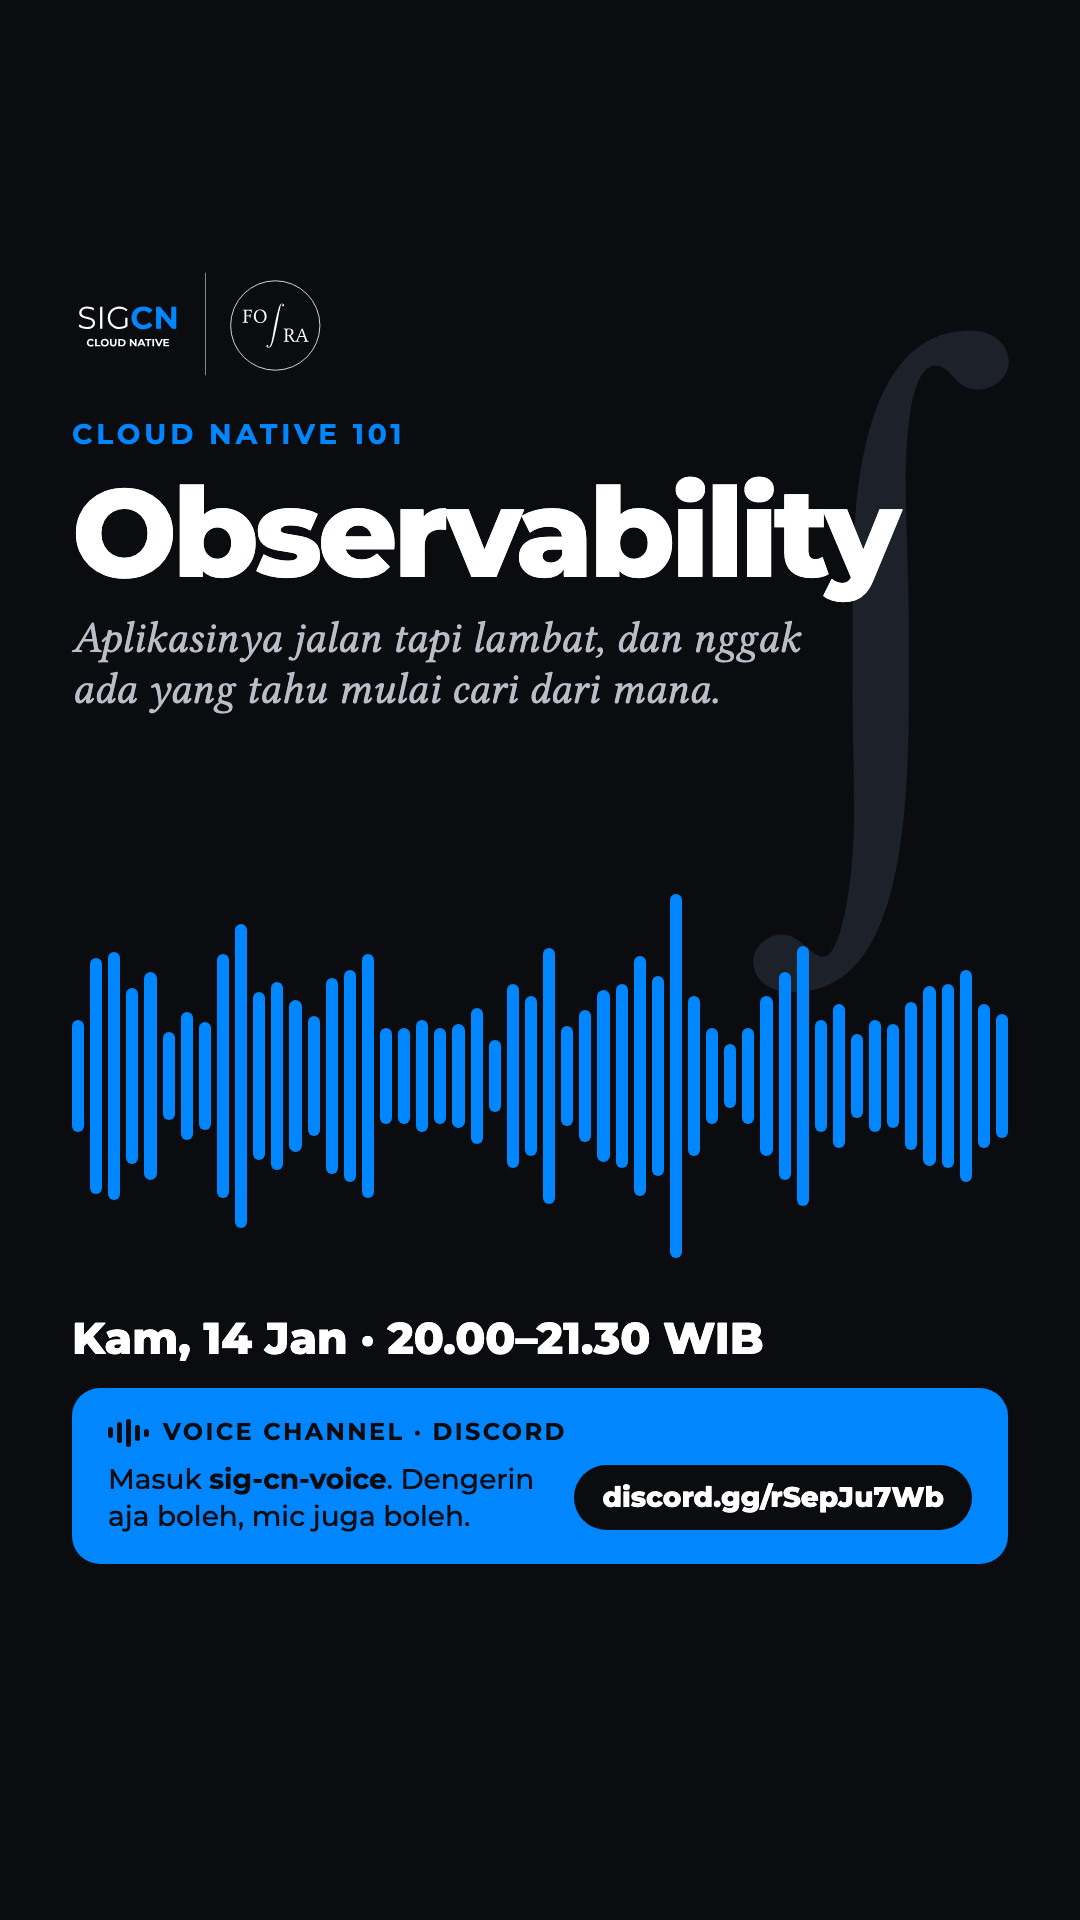 SIGCN
CLOUD NATIVE
FO∫RA
CLOUD NATIVE 101
Observability
Aplikasinya jalan tapi lambat, dan nggak
ada yang tahu mulai cari dari mana.
Kam, 14 Jan · 20.00–21.30 WIB
VOICE CHANNEL · DISCORD
Masuk sig-cn-voice. Dengerin
aja boleh, mic juga boleh.
discord.gg/rSepJu7Wb